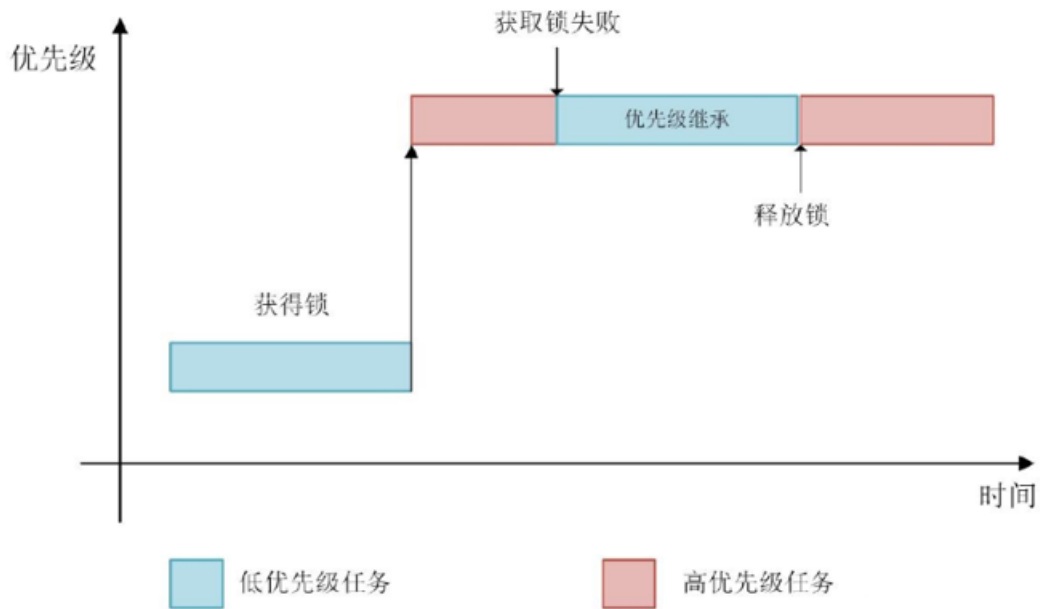 获取锁失败
优先级
优先级继承
释放锁
获得锁
时间
低优先级任务
高优先级任务